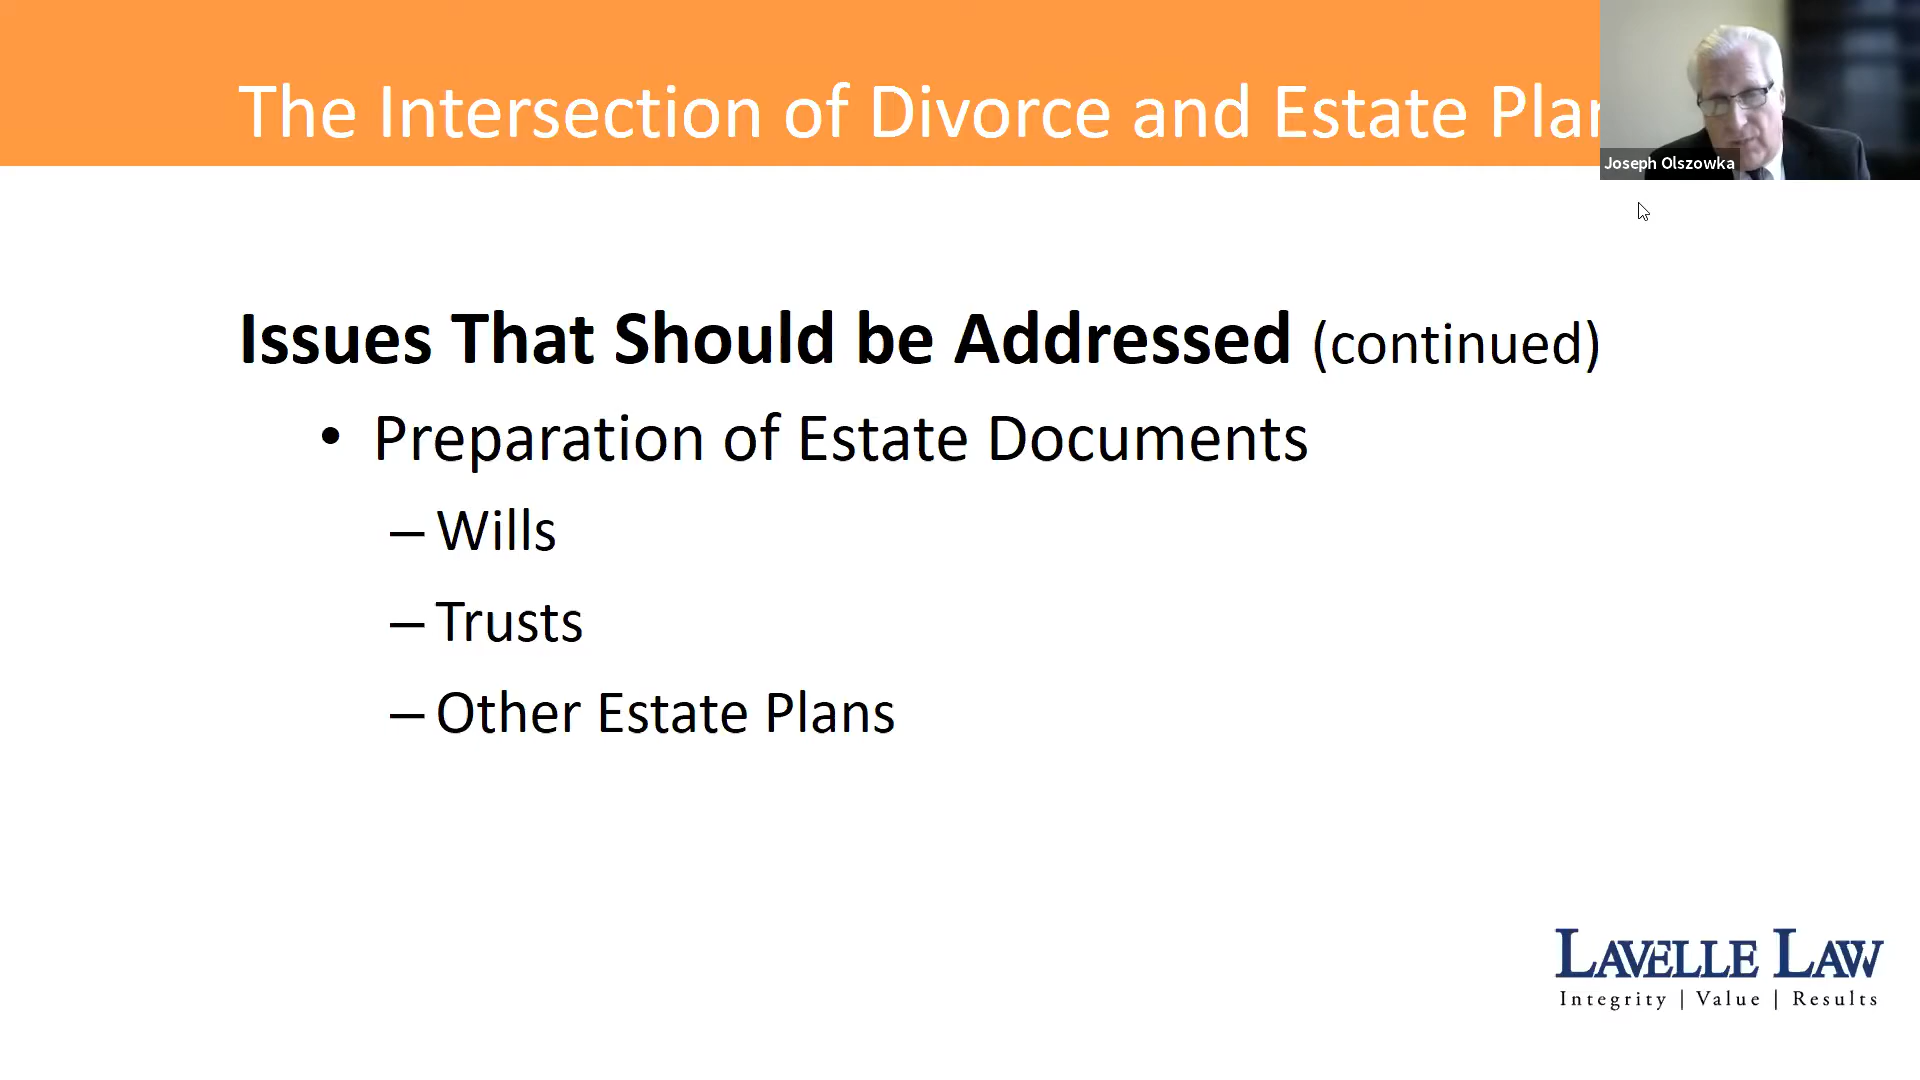 The Intersection of Divorce and Estate
Joseph Olszowka
Issues That Should be Addressed (continued)
• Preparation of Estate Documents
– Wills
– Trusts
– Other Estate Plans
LAVELLE LAW
Integrity | Value | Results